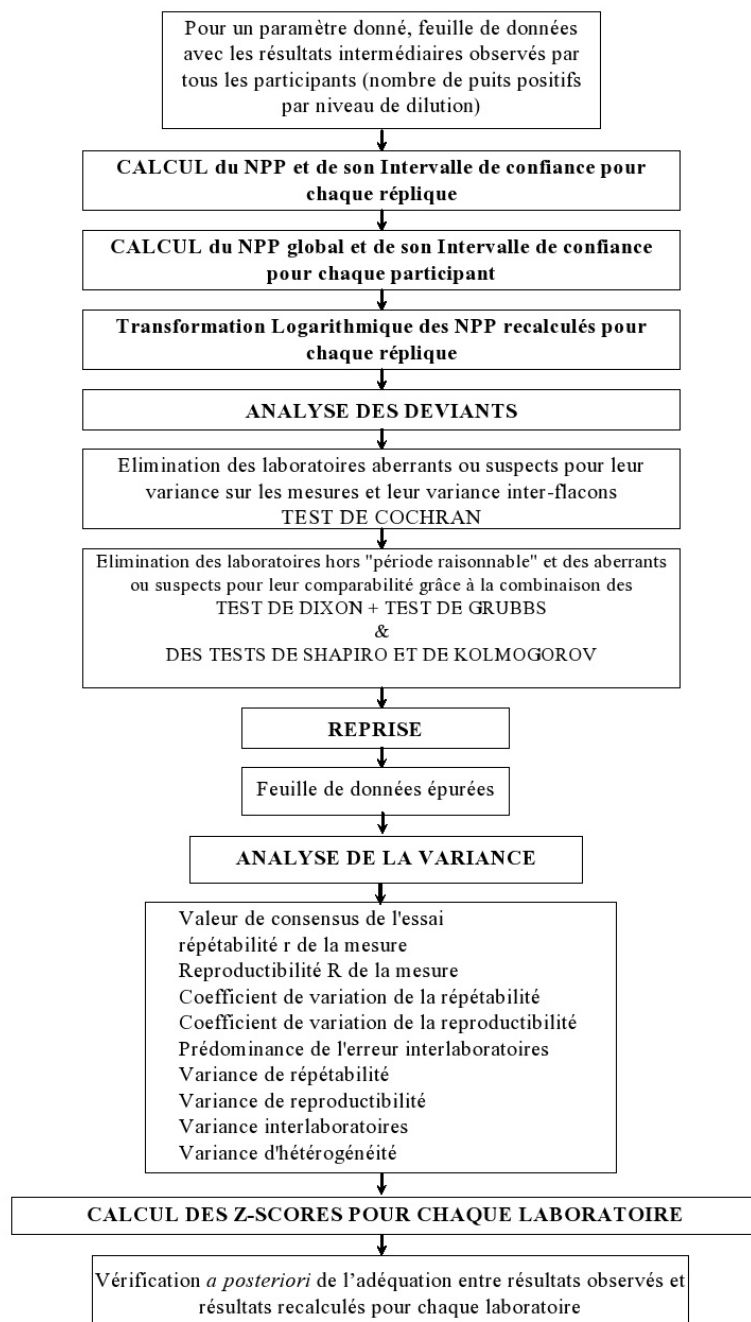 Pour un paramètre donné, feuille de données
avec les résultats intermédiaires observés par
tous les participants (nombre de puits positifs
par niveau de dilution)
CALCUL du NPP et de son Intervalle de confiance pour
chaque réplique
CALCUL du NPP global et de son Intervalle de confiance
pour chaque participant
Transformation Logarithmique des NPP recalculés pour
chaque réplique
ANALYSE DES DEVIANTS
Elimination des laboratoires aberrants ou suspects pour leur
variance sur les mesures et leur variance inter-flacons
TEST DE COCHRAN
Elimination des laboratoires hors "période raisonnable" et des aberrants
ou suspects pour leur comparabilité grâce à la combinaison des
TEST DE DIXON + TEST DE GRUBBS
&
DES TESTS DE SHAPIRO ET DE KOLMOGOROV
REPRISE
Feuille de données épurées
ANALYSE DE LA VARIANCE
Valeur de consensus de l'essai
répétabilité r de la mesure
Reproductibilité R de la mesure
Coefficient de variation de la répétabilité
Coefficient de variation de la reproductibilité
Prédominance de l'erreur interlaboratoires
Variance de répétabilité
Variance de reproductibilité
Variance interlaboratoires
Variance d'hétérogénéité
CALCUL DES Z-SCORES POUR CHAQUE LABORATOIRE
Vérification a posteriori de l’adéquation entre résultats observés et
résultats recalculés pour chaque laboratoire